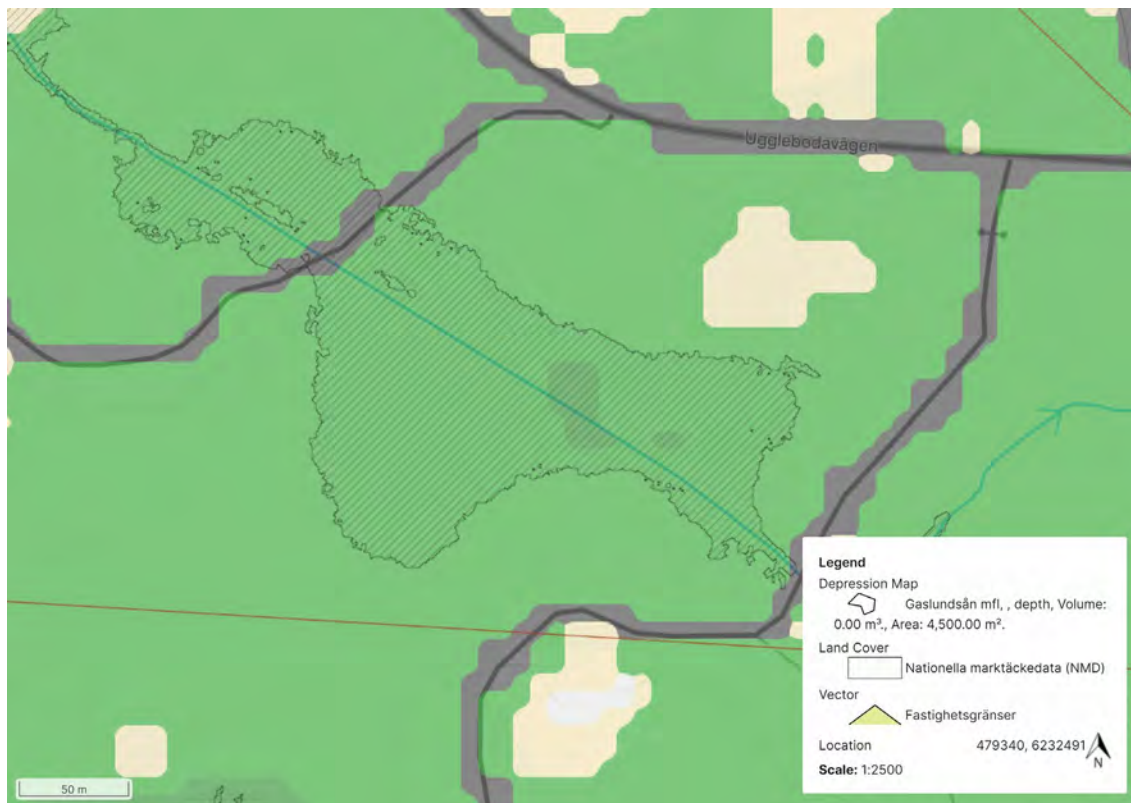 Ugglebodavägen
Legend
Depression Map
Gaslundsån mfl, , depth, Volume:
0.00 m³., Area: 4,500.00 m².
Land Cover
Nationella marktäckedata (NMD)
Vector
Fastighetsgränser
Location 479340, 6232491
N
Scale: 1:2500
50 m